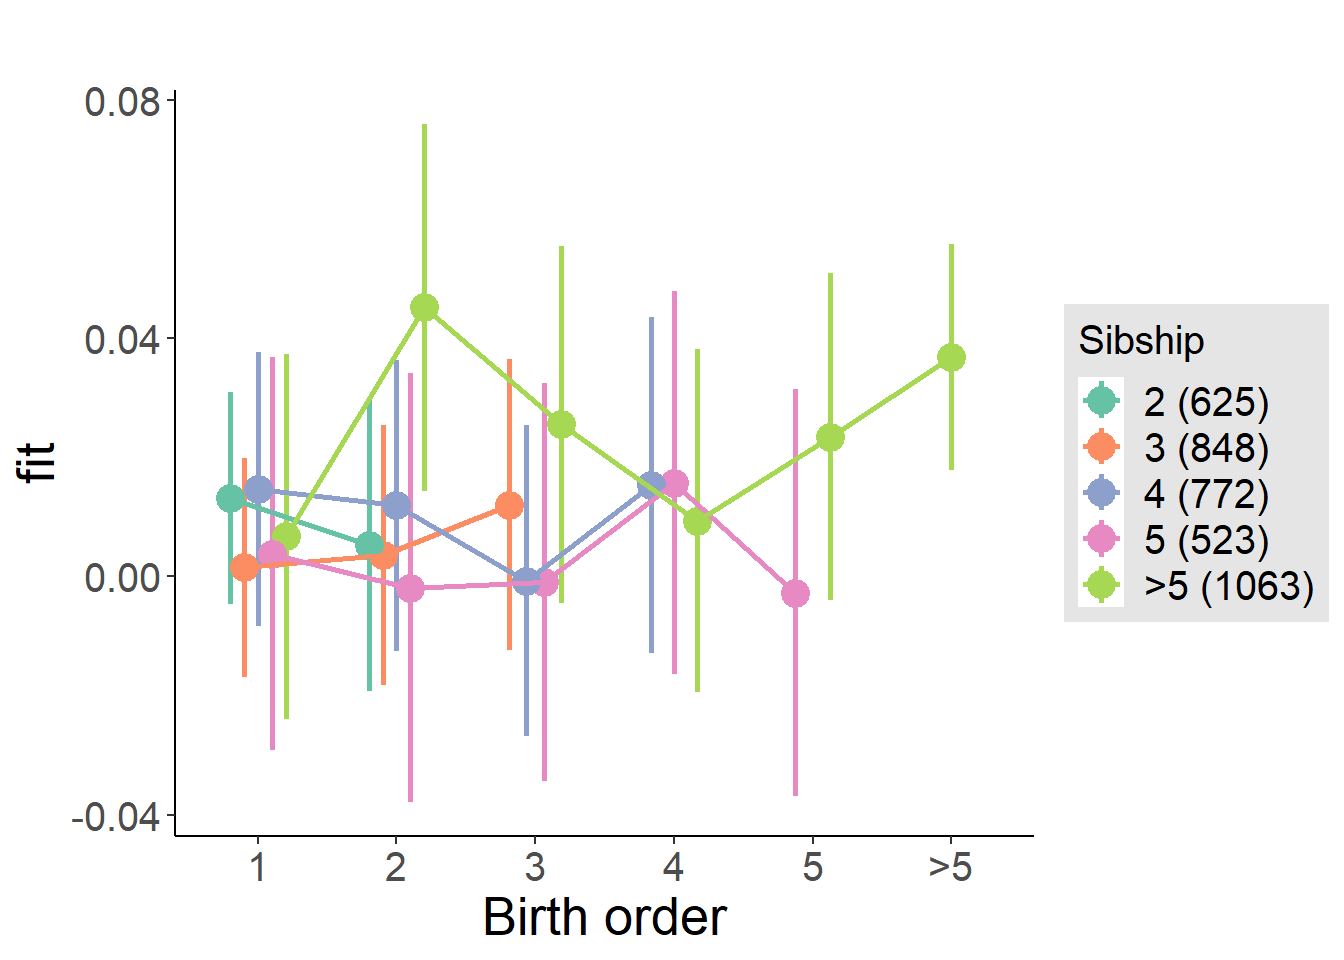 0.08
0.04
0.00
-0.04
fit
1 2 3 4 5 >5
Birth order
Sibship
2 (625)
3 (848)
4 (772)
5 (523)
>5 (1063)